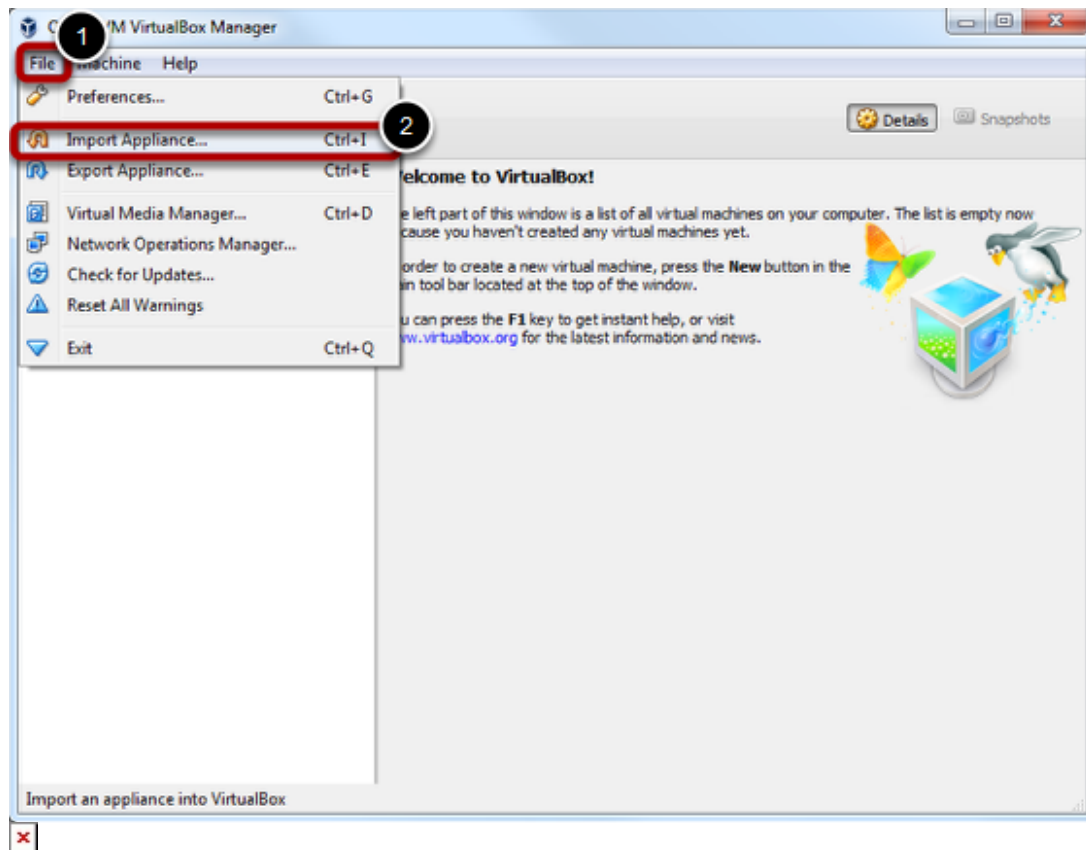 VM VirtualBox Manager
1
File Machine Help
Preferences... Ctrl+G
2
Details Snapshots
Import Appliance... Ctrl+I
Export Appliance... Ctrl+E
elcome to VirtualBox!
Virtual Media Manager... Ctrl+D
e left part of this window is a list of all virtual machines on your computer. The list is empty now
cause you haven't created any virtual machines yet.
Network Operations Manager...
order to create a new virtual machine, press the New button in the
Check for Updates...
in tool bar located at the top of the window.
Reset All Warnings
u can press the F1 key to get instant help, or visit
ww.virtualbox.org for the latest information and news.
Exit Ctrl+Q
Import an appliance into VirtualBox